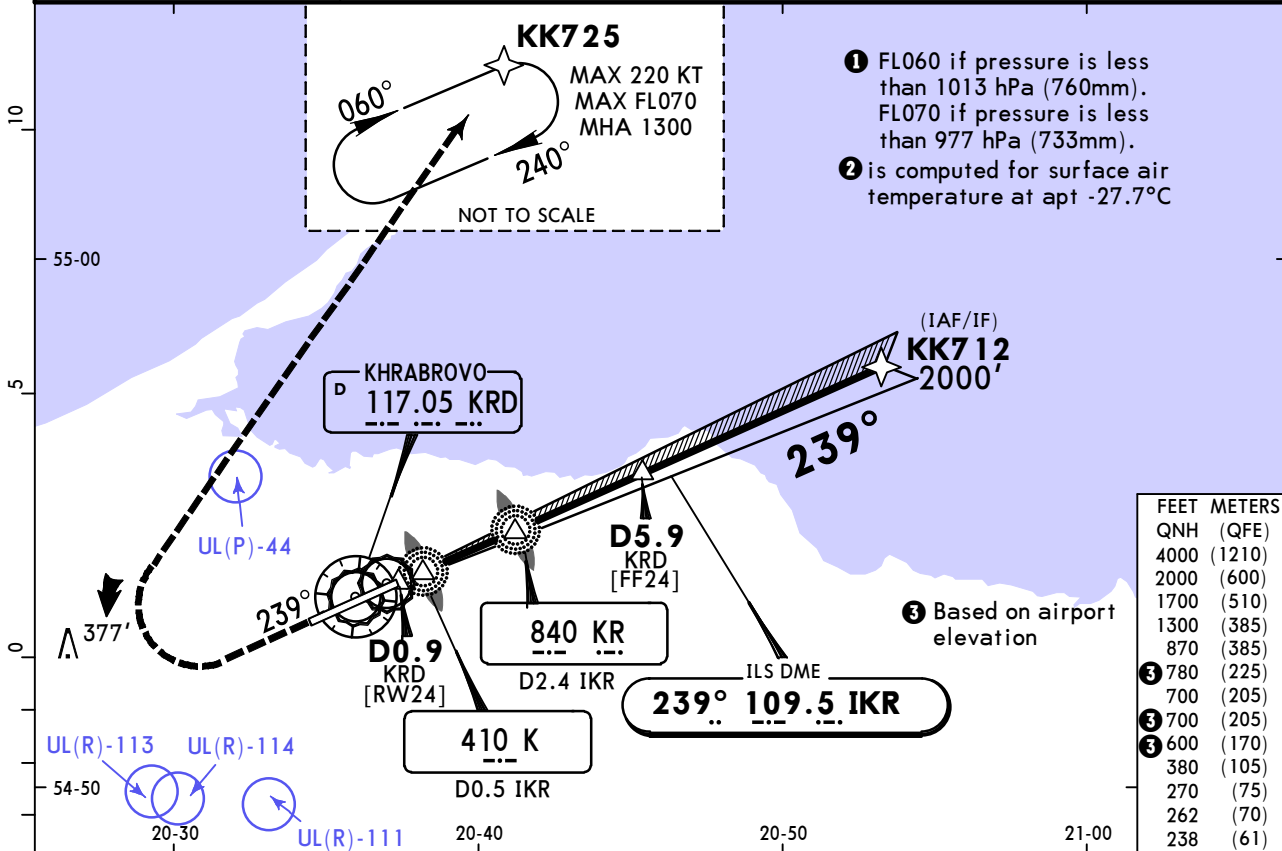 KK725
MAX 220 KT
MAX FL070
MHA 1300
060°
240°
NOT TO SCALE
❶ FL060 if pressure is less
than 1013 hPa (760mm).
FL070 if pressure is less
than 977 hPa (733mm).
❷ is computed for surface air
temperature at apt -27.7°C
10
55-00
5
0
54-50
(IAF/IF)
KK712
2000'
239°
KHRABROVO
D 117.05 KRD
UL(P)-44
D5.9
KRD
[FF24]
377'
239°
D0.9
KRD
[RW24]
840 KR
D2.4 IKR
410 K
D0.5 IKR
ILS DME
239° 109.5 IKR
❸ Based on airport
elevation
UL(R)-113
UL(R)-114
UL(R)-111
20-30
20-40
20-50
21-00
FEET METERS
QNH (QFE)
4000 (1210)
2000 (600)
1700 (510)
1300 (385)
870 (385)
❸ 780 (225)
700 (205)
❸ 700 (205)
❸ 600 (170)
380 (105)
270 (75)
262 (70)
238 (61)